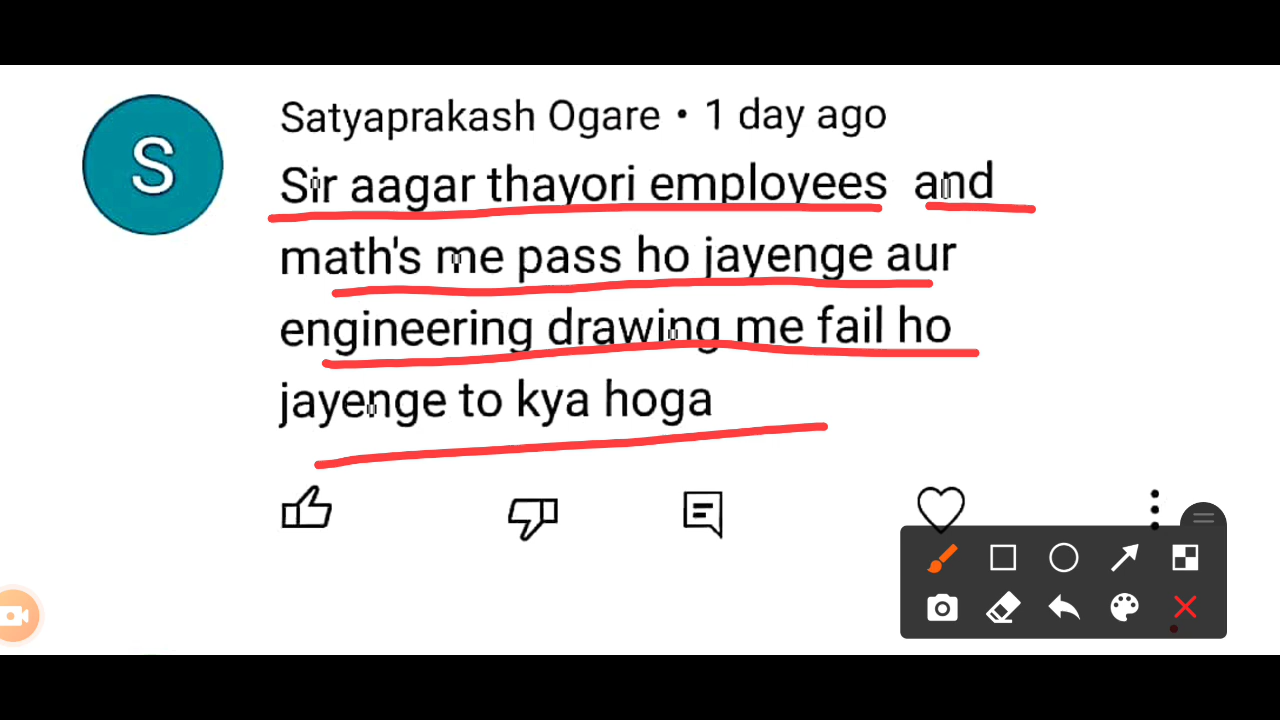 S
Satyaprakash Ogare • 1 day ago
Sir aagar thayori employees and
math's me pass ho jayenge aur
engineering drawing me fail ho
jayenge to kya hoga